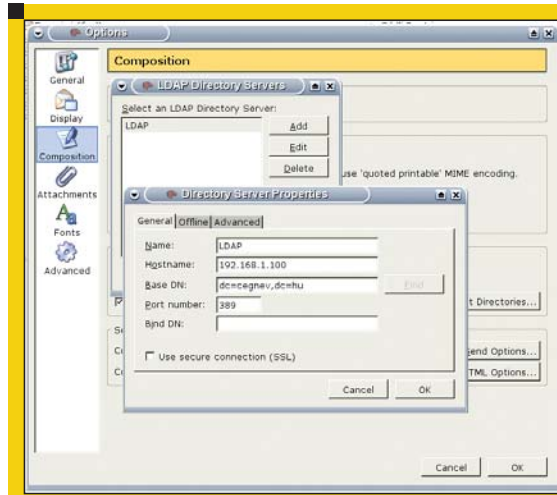 Options
Composition
General
Display
Composition
Attachments
Fonts
Advanced
LDAP Directory Servers
Select an LDAP Directory Server:
LDAP
Add
Edit
Delete
use 'quoted printable' MIME encoding.
Directory Server Properties
General Offline Advanced
Name: LDAP
Hostname: 192.168.1.100
Base DN: dc=cegnev,dc=hu
Find
Port number: 389
Bind DN:
Use secure connection (SSL)
Cancel OK
t Directories...
end Options...
TML Options...
Cancel OK